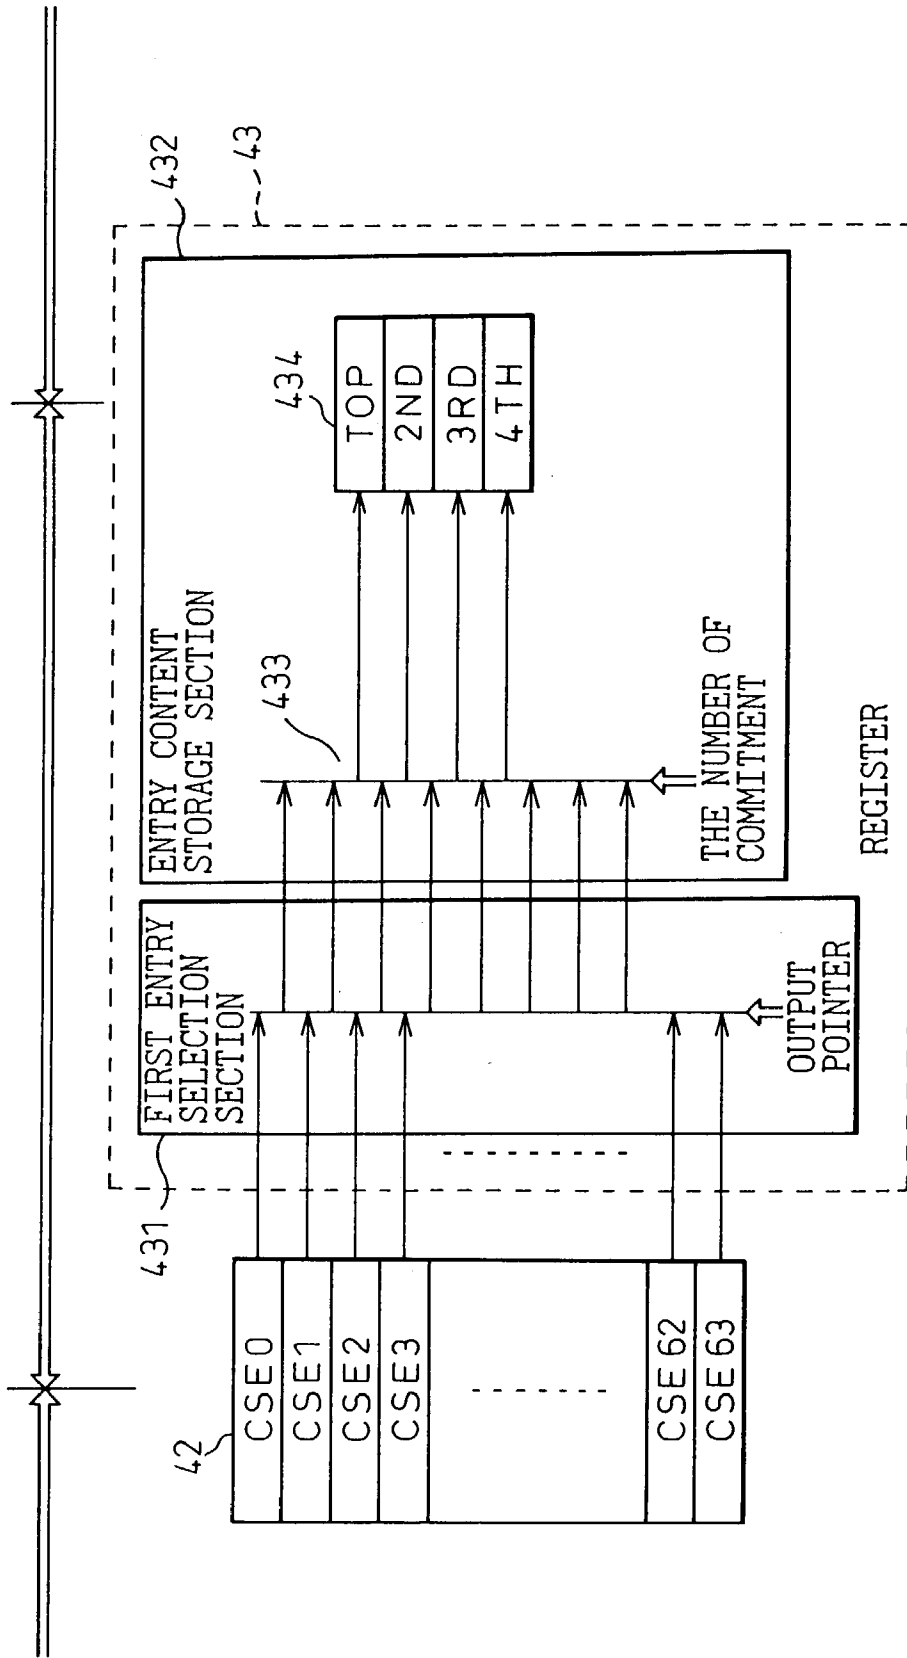 43
432
ENTRY CONTENT
STORAGE SECTION
433
434
TOP
2ND
3RD
4TH
THE NUMBER OF
COMMITMENT
REGISTER
431
FIRST ENTRY
SELECTION
SECTION
OUTPUT
POINTER
42
CSE0
CSE1
CSE2
CSE3
CSE62
CSE63